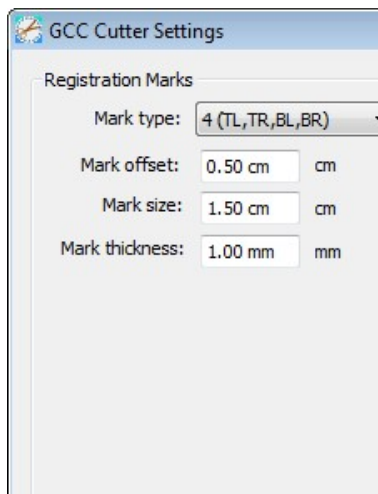 GCC Cutter Settings
Registration Marks
Mark type: 4 (TL,TR,BL,BR)
Mark offset: 0.50 cm cm
Mark size: 1.50 cm cm
Mark thickness: 1.00 mm mm